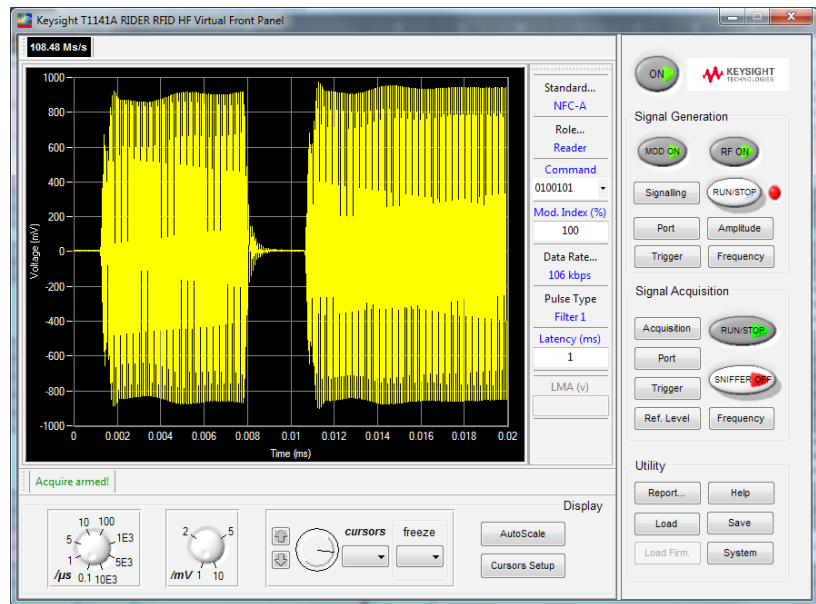 Keysight T1141A RIDER RFID HF Virtual Front Panel
108.48 Ms/s
1000
800
600
400
200
0
-200
-400
-600
-800
-1000
Voltage (mV)
0 0.002 0.004 0.006 0.008 0.01 0.012 0.014 0.016 0.018 0.02
Time (ms)
Standard...
NFC-A
Role...
Reader
Command
0100101
Mod. Index (%)
100
Data Rate...
106 kbps
Pulse Type
Filter 1
Latency (ms)
1
LMA (v)
Acquire armed!
Display
10 100
5 1E3
1 5E3
/µs 0.1 10E3
2 5
/mV 1 10
cursors freeze
AutoScale
Cursors Setup
ON
KEYSIGHT
TECHNOLOGIES
Signal Generation
MOD ON RF ON
Signalling RUN/STOP
Port Amplitude
Trigger Frequency
Signal Acquisition
Acquisition RUN/STOP
Port
Trigger SNIFFER OFF
Ref. Level Frequency
Utility
Report... Help
Load Save
Load Firm. System